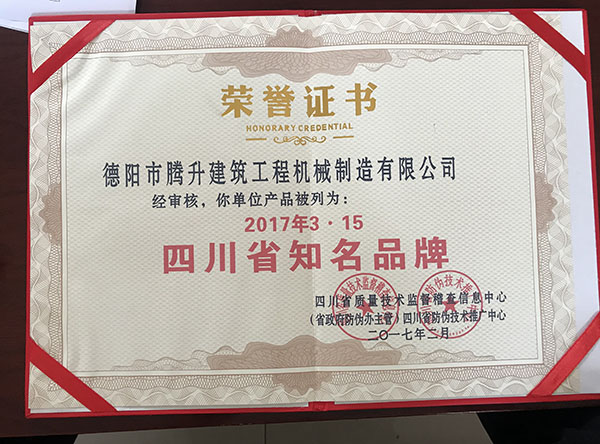 荣誉证书
HONORARY CREDENTIAL
德阳市腾升建筑工程机械制造有限公司
经审核，你单位产品被列为：
2017年3·15
四川省知名品牌
四川省质量技术监督稽查信息中心
（省政府防伪办主管）四川省防伪技术推广中心
二〇一七年二月